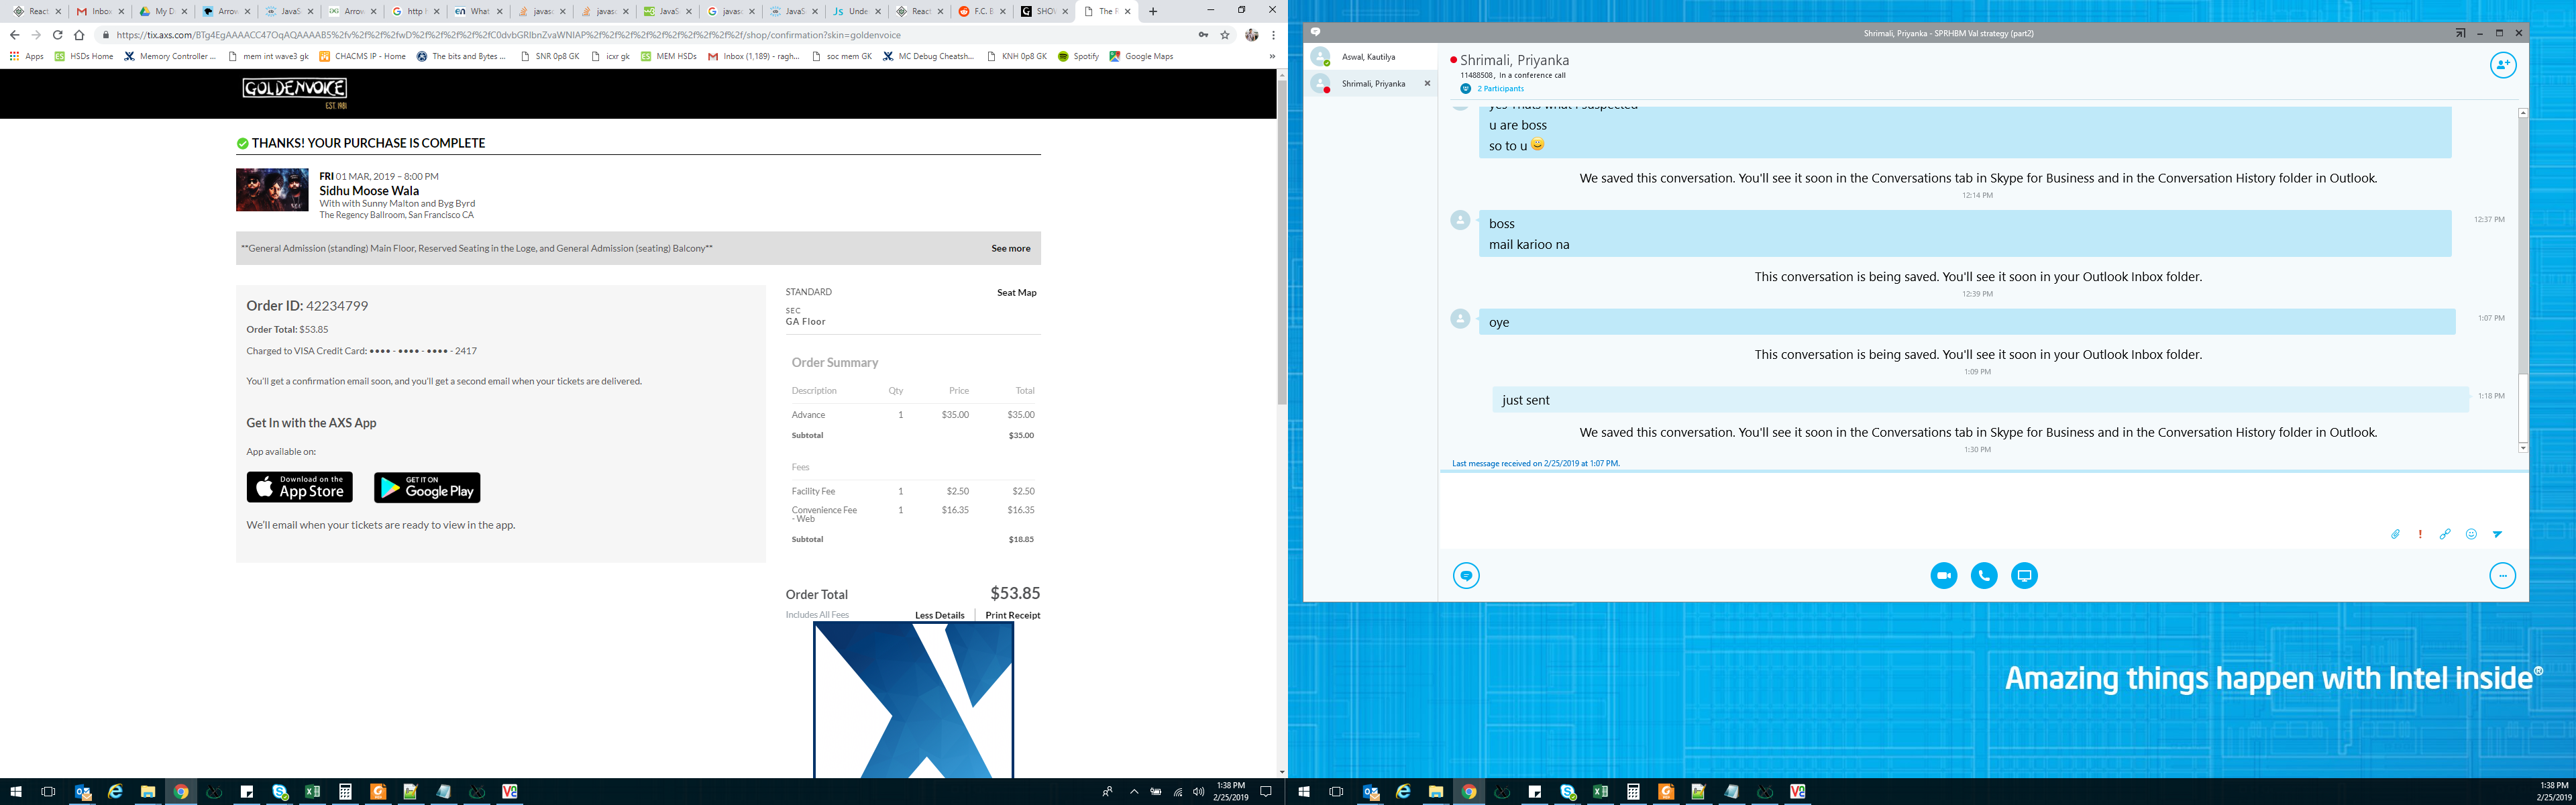 React
Inbox
My D
Arrow
JavaS
Arrow
http
What
javas
javas
JavaS
javas
JavaS
Unde
React
F.C. B
SHOW
The F
https://tix.axs.com/BTg4EgAAAACC47OqAQAAAAB5%2fv%2f%2f%2fwD%2f%2f%2f%2f%2fC0dvbGRlbnZvaWNlAP%2f%2f%2f%2f%2f%2f%2f%2f%2f%2f/shop/confirmation?skin=goldenvoice
Apps
HSDs Home
Memory Controller ...
mem int wave3 gk
CHACMS IP - Home
The bits and Bytes ...
SNR 0p8 GK
icxr gk
MEM HSDs
Inbox (1,189) - ragh...
soc mem GK
MC Debug Cheatsh...
KNH 0p8 GK
Spotify
Google Maps
»
GOLDENVOICE
EST. 1981
THANKS! YOUR PURCHASE IS COMPLETE
FRI 01 MAR, 2019 – 8:00 PM
Sidhu Moose Wala
With with Sunny Malton and Byg Byrd
The Regency Ballroom, San Francisco CA
**General Admission (standing) Main Floor, Reserved Seating in the Loge, and General Admission (seating) Balcony**
See more
Order ID: 42234799
Order Total: $53.85
Charged to VISA Credit Card: •••• - •••• - •••• - 2417
You'll get a confirmation email soon, and you'll get a second email when your tickets are delivered.
Get In with the AXS App
App available on:
Download on the
App Store
GET IT ON
Google Play
We'll email when your tickets are ready to view in the app.
STANDARD
Seat Map
SEC
GA Floor
Order Summary
Description Qty Price Total
Advance 1 $35.00 $35.00
Subtotal $35.00
Fees
Facility Fee 1 $2.50 $2.50
Convenience Fee 1 $16.35 $16.35
- Web
Subtotal $18.85
Order Total $53.85
Includes All Fees
Less Details
Print Receipt
1:38 PM
2/25/2019
Shrimali, Priyanka - SPRHBM Val strategy (part2)
Aswal, Kautilya
Shrimali, Priyanka
Shrimali, Priyanka
11488508, In a conference call
2 Participants
yes Thats what I suspected
u are boss
so to u
We saved this conversation. You'll see it soon in the Conversations tab in Skype for Business and in the Conversation History folder in Outlook.
12:14 PM
boss
12:37 PM
mail karioo na
This conversation is being saved. You'll see it soon in your Outlook Inbox folder.
12:39 PM
oye
1:07 PM
This conversation is being saved. You'll see it soon in your Outlook Inbox folder.
1:09 PM
just sent
1:18 PM
We saved this conversation. You'll see it soon in the Conversations tab in Skype for Business and in the Conversation History folder in Outlook.
1:30 PM
Last message received on 2/25/2019 at 1:07 PM.
Amazing things happen with Intel inside®
1:38 PM
2/25/2019